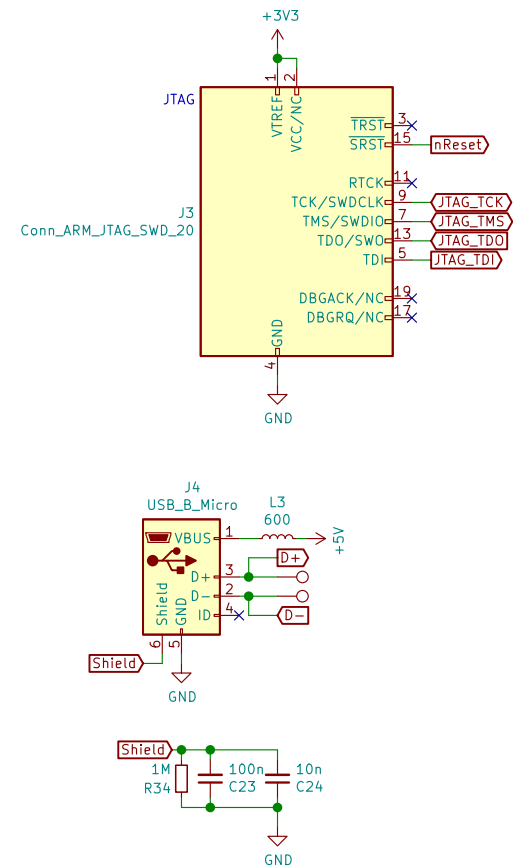 +3V3
1
2
JTAG
VTREF
VCC/NC
TRST 3
SRST 15 nReset
RTCK 11
J3
TCK/SWDCLK 9 JTAG_TCK
Conn_ARM_JTAG_SWD_20
TMS/SWDIO 7 JTAG_TMS
TDO/SWO 13 JTAG_TDO
TDI 5 JTAG_TDI
DBGACK/NC 19
DBGRQ/NC 17
GND
4
GND
J4
USB_B_Micro
L3
600
VBUS 1
+5V
D+
D+ 3
D- 2
ID 4
D-
Shield
GND
6
5
Shield
GND
Shield
1M
R34
100n
C23
10n
C24
GND